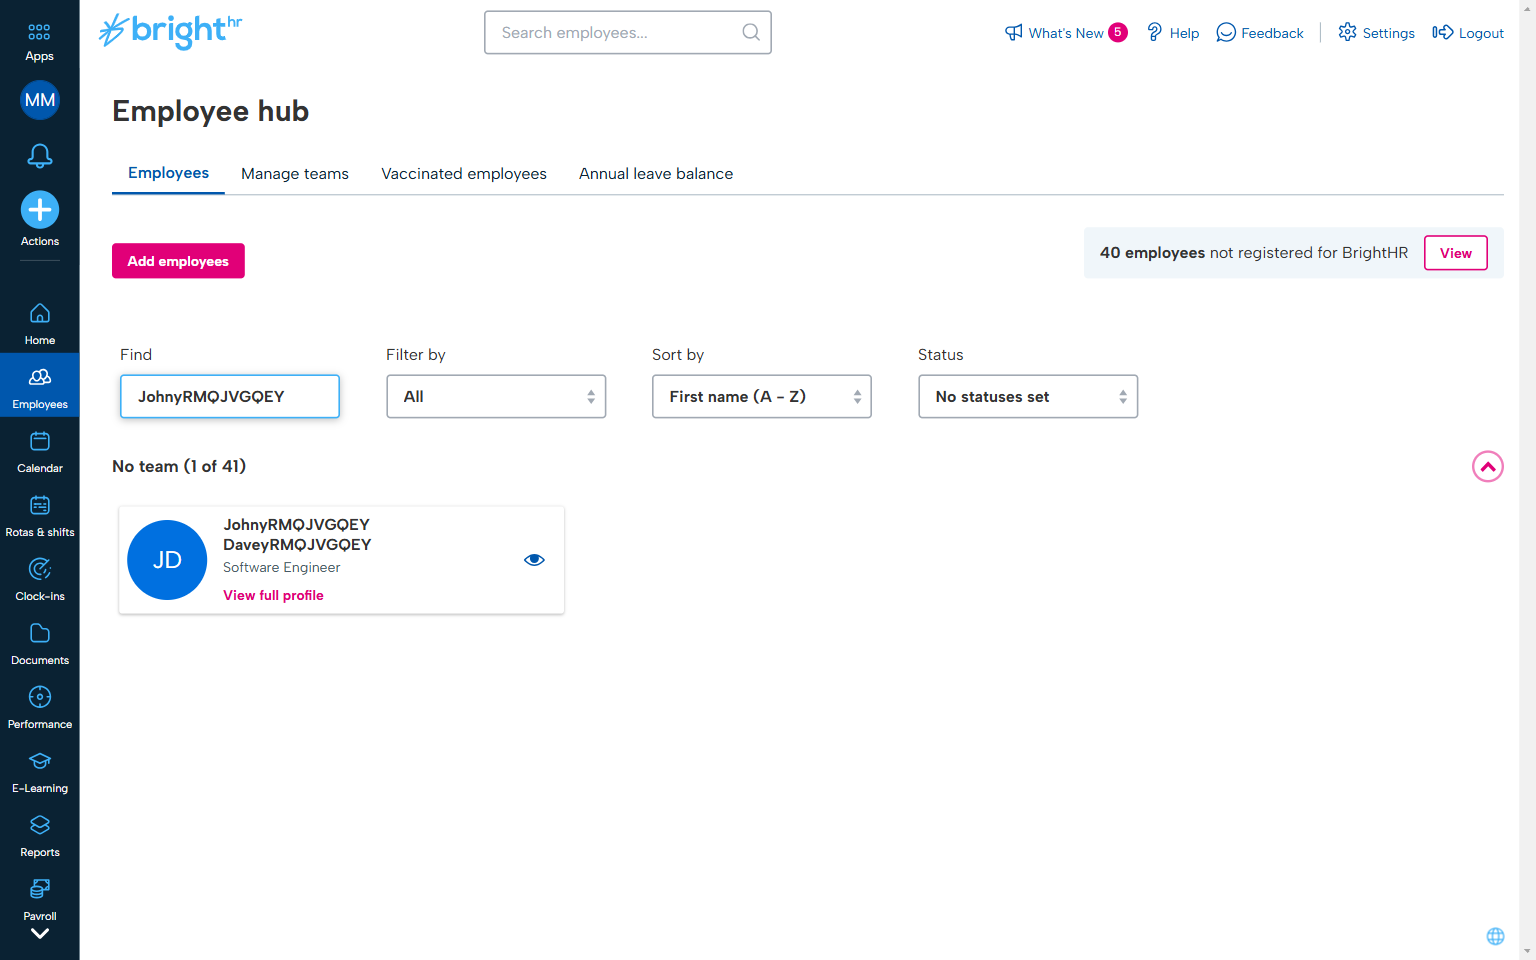 Apps
MM
Actions
Home
Employees
Calendar
Rotas & shifts
Clock-ins
Documents
Performance
E-Learning
Reports
Payroll
brighthr
Search employees...
What's New 5
Help
Feedback
Settings
Logout
Employee hub
Employees
Manage teams
Vaccinated employees
Annual leave balance
Add employees
40 employees not registered for BrightHR
View
Find
Filter by
Sort by
Status
JohnyRMQJVGQEY
All
First name (A - Z)
No statuses set
No team (1 of 41)
JD
JohnyRMQJVGQEY
DaveyRMQJVGQEY
Software Engineer
View full profile